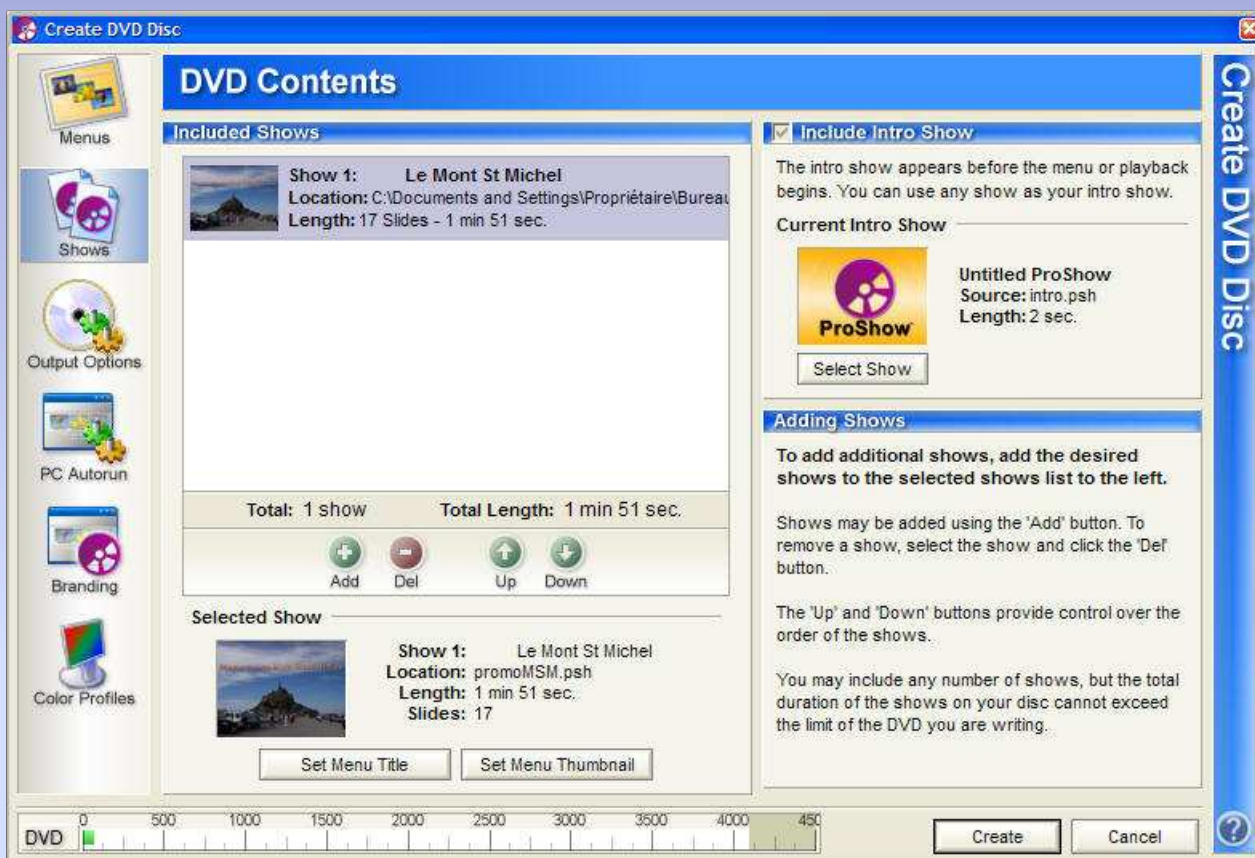 Create DVD Disc
Menus
Shows
Output Options
PC Autorun
Branding
Color Profiles
DVD Contents
Included Shows
Show 1: Le Mont St Michel
Location: C:\Documents and Settings\Propriétaire\Bureau
Length: 17 Slides - 1 min 51 sec.
Total: 1 show Total Length: 1 min 51 sec.
Add Del Up Down
Selected Show
Show 1: Le Mont St Michel
Location: promoMSM.psh
Length: 1 min 51 sec.
Slides: 17
Set Menu Title Set Menu Thumbnail
Include Intro Show
The intro show appears before the menu or playback
begins. You can use any show as your intro show.
Current Intro Show
ProShow
Untitled ProShow
Source: intro.psh
Length: 2 sec.
Select Show
Adding Shows
To add additional shows, add the desired
shows to the selected shows list to the left.
Shows may be added using the 'Add' button. To
remove a show, select the show and click the 'Del'
button.
The 'Up' and 'Down' buttons provide control over the
order of the shows.
You may include any number of shows, but the total
duration of the shows on your disc cannot exceed
the limit of the DVD you are writing.
Create DVD Disc
DVD
0 500 1000 1500 2000 2500 3000 3500 4000 450
Create Cancel
?